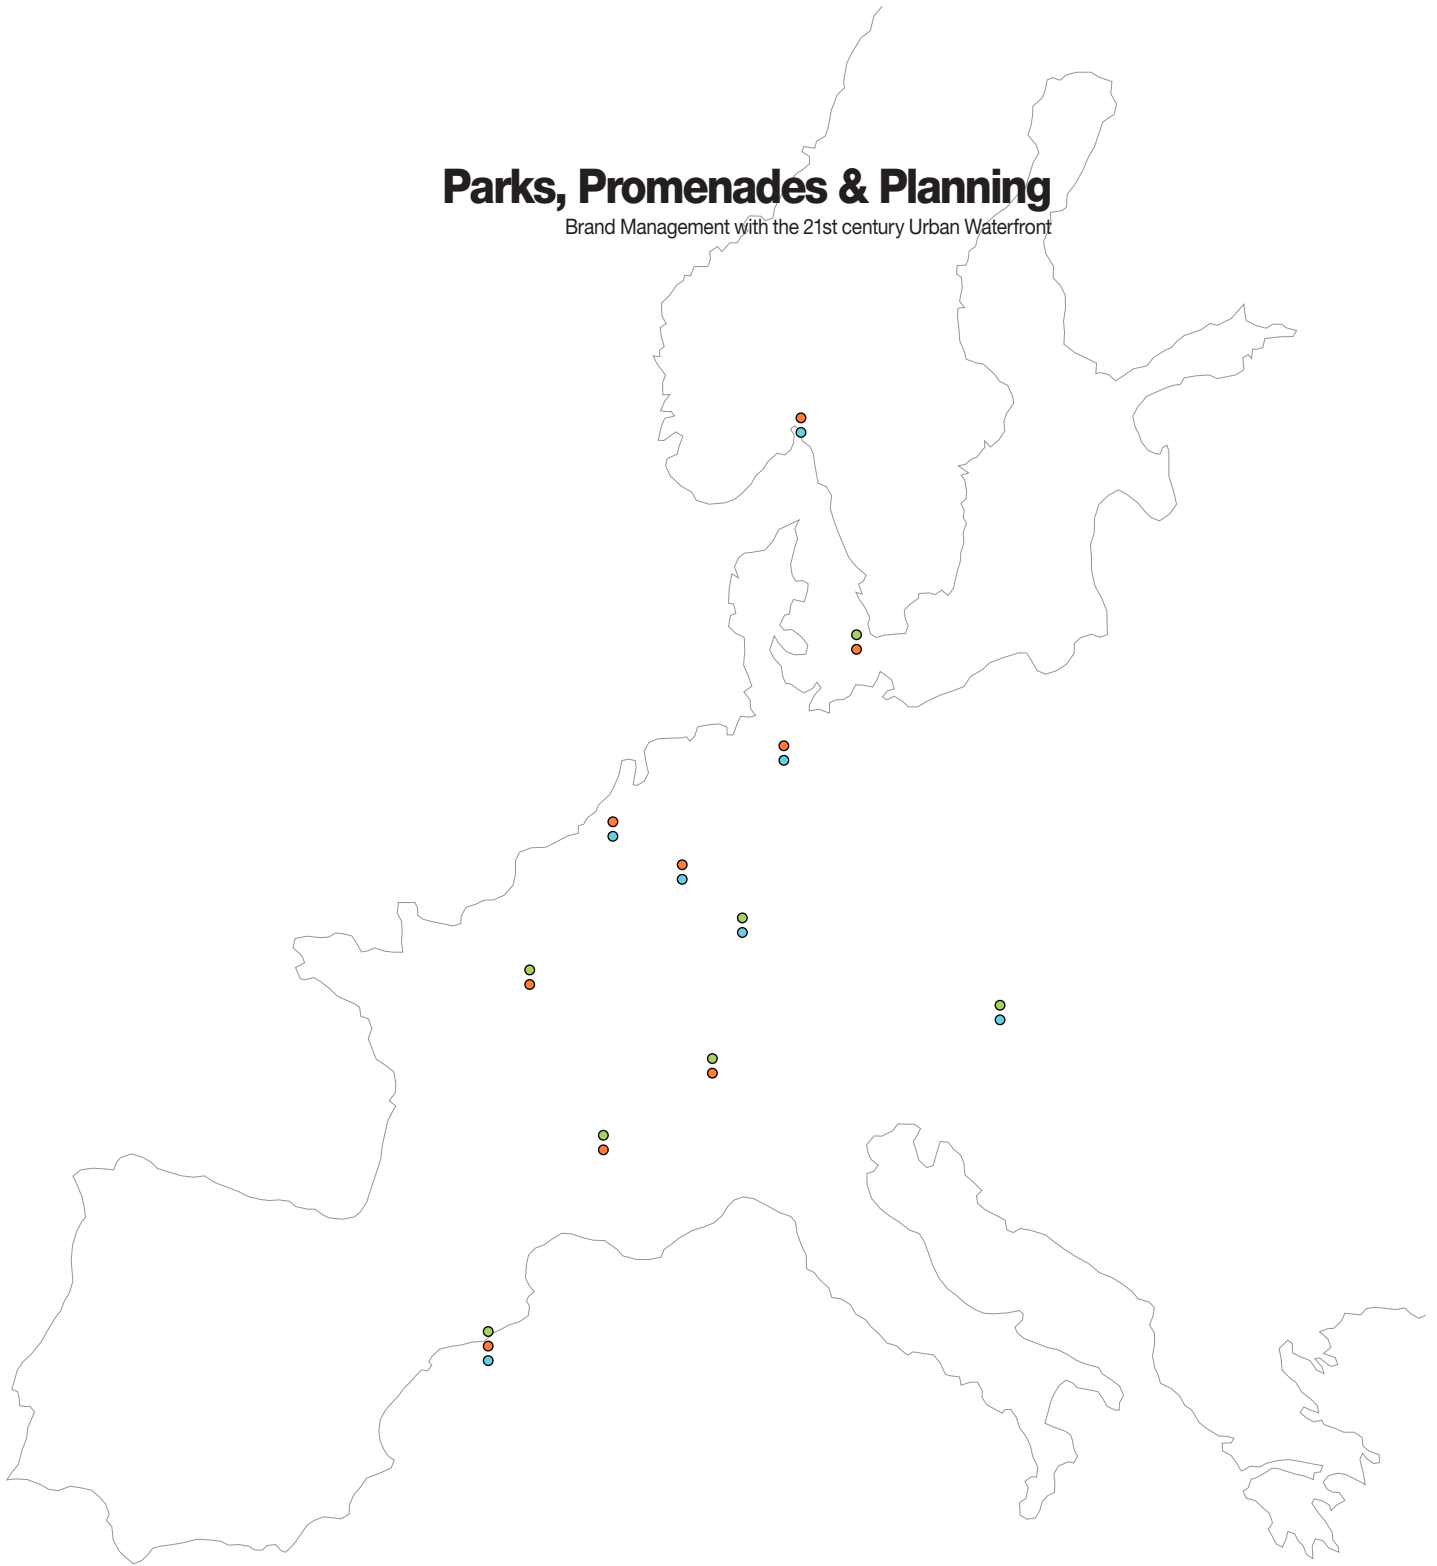 Parks, Promenades & Planning
Brand Management with the 21st century Urban Waterfront